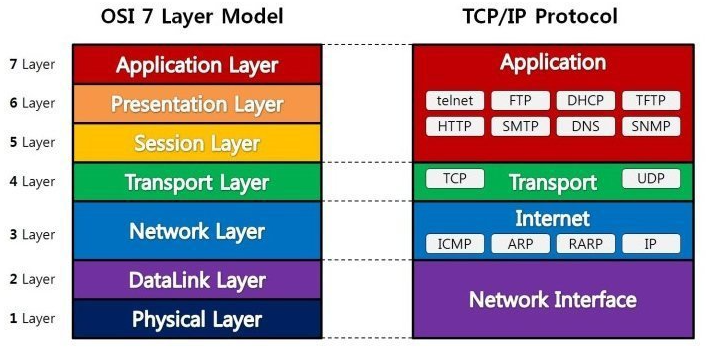 OSI 7 Layer Model
TCP/IP Protocol
7 Layer
Application Layer
6 Layer
Presentation Layer
5 Layer
Session Layer
4 Layer
Transport Layer
3 Layer
Network Layer
2 Layer
DataLink Layer
1 Layer
Physical Layer
Application
telnet FTP DHCP TFTP
HTTP SMTP DNS SNMP
TCP Transport UDP
Internet
ICMP ARP RARP IP
Network Interface